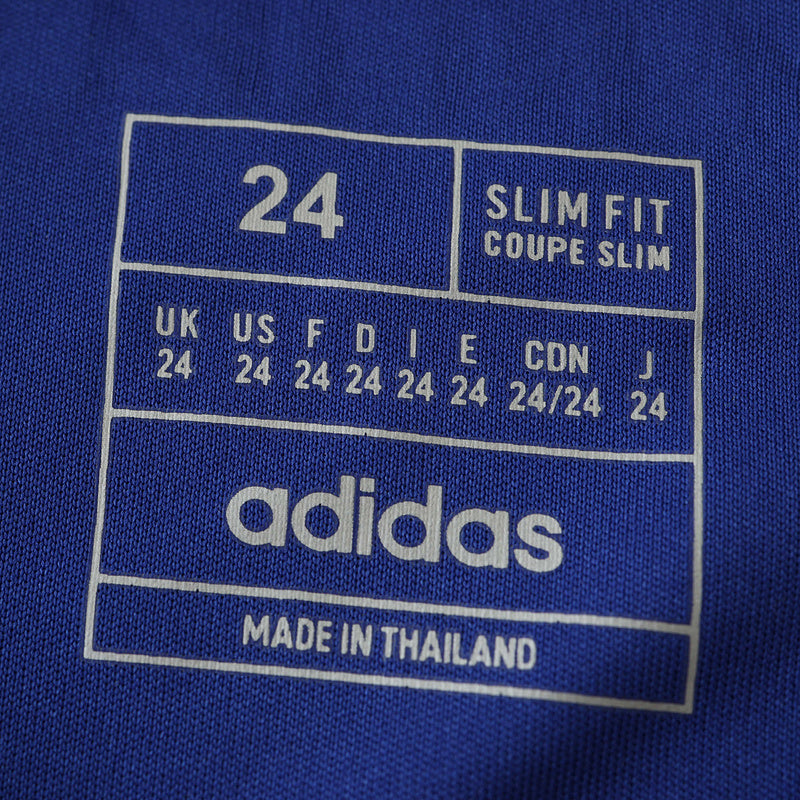 24
SLIM FIT
COUPE SLIM
UK US F D I E CDN J
24 24 24 24 24 24 24/24 24
adidas
MADE IN THAILAND